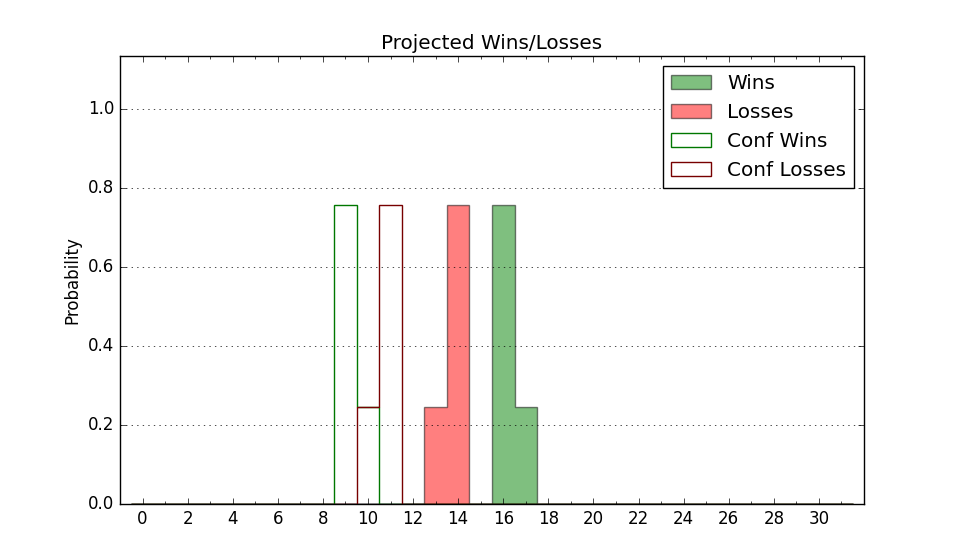 Projected Wins/Losses
Wins
Losses
Conf Wins
Conf Losses
Probability
1.0
0.8
0.6
0.4
0.2
0.0
0 2 4 6 8 10 12 14 16 18 20 22 24 26 28 30